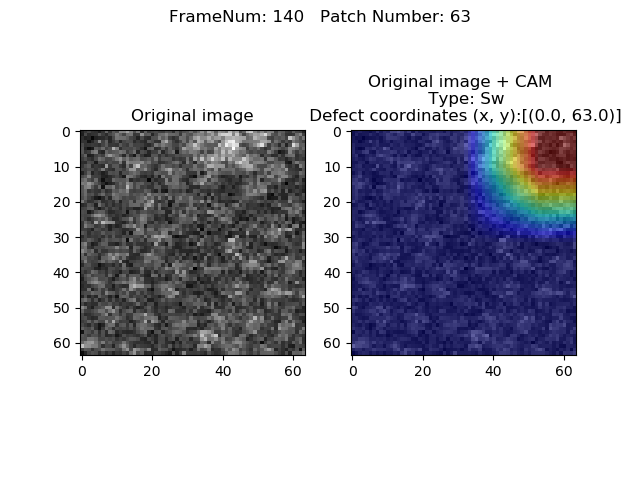 FrameNum: 140   Patch Number: 63
Original image
0
10
20
30
40
50
60
0 20 40 60
Original image + CAM
Type: Sw
Defect coordinates (x, y):[(0.0, 63.0)]
0
10
20
30
40
50
60
0 20 40 60